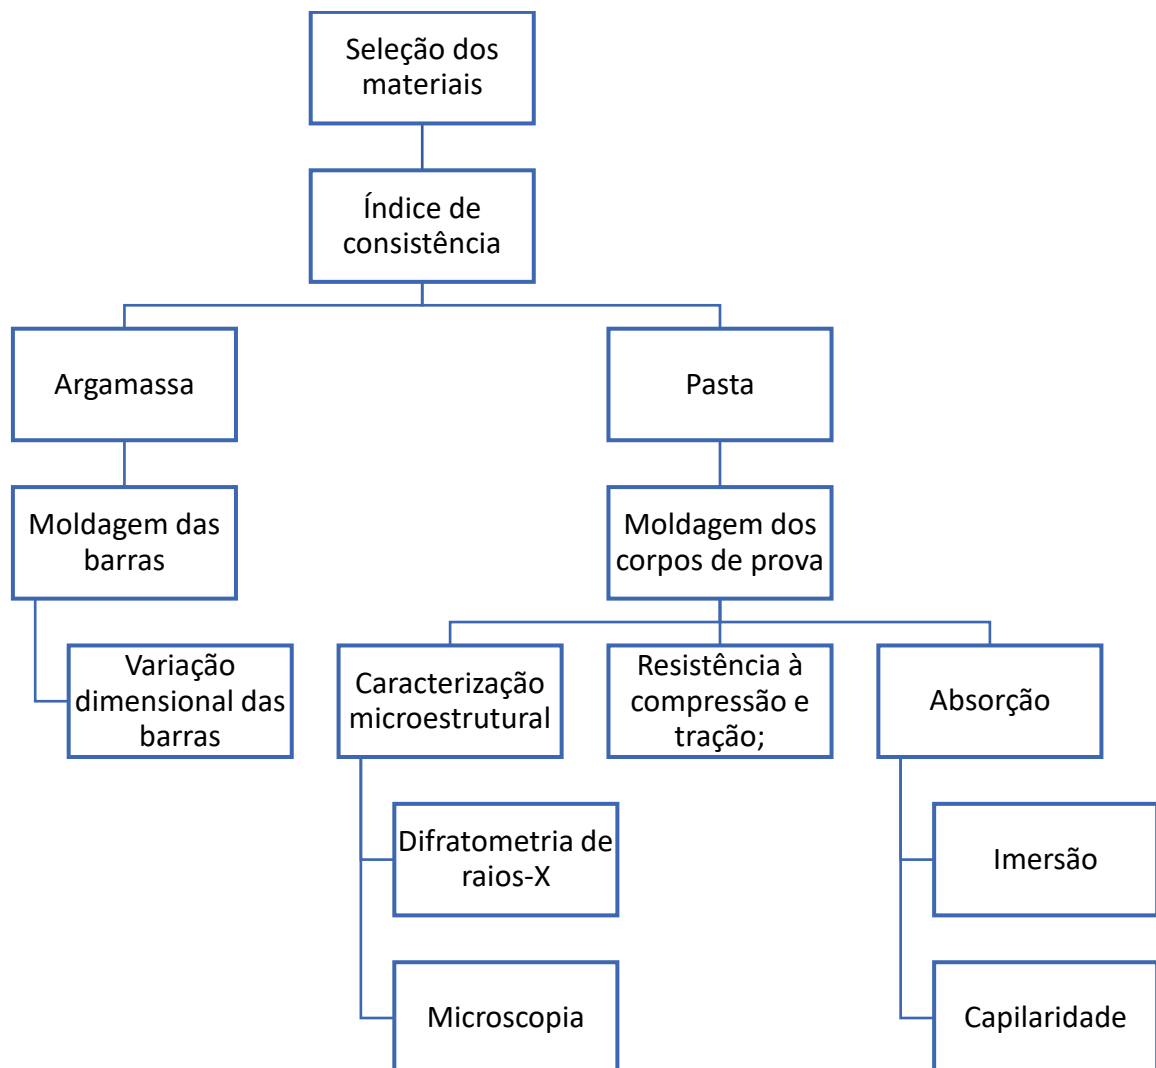 Seleção dos
materiais
Índice de
consistência
Argamassa
Pasta
Moldagem das
barras
Moldagem dos
corpos de prova
Variação
dimensional das
barras
Caracterização
microestrutural
Resistência à
compressão e
tração;
Absorção
Difratometria de
raios-X
Imersão
Microscopia
Capilaridade